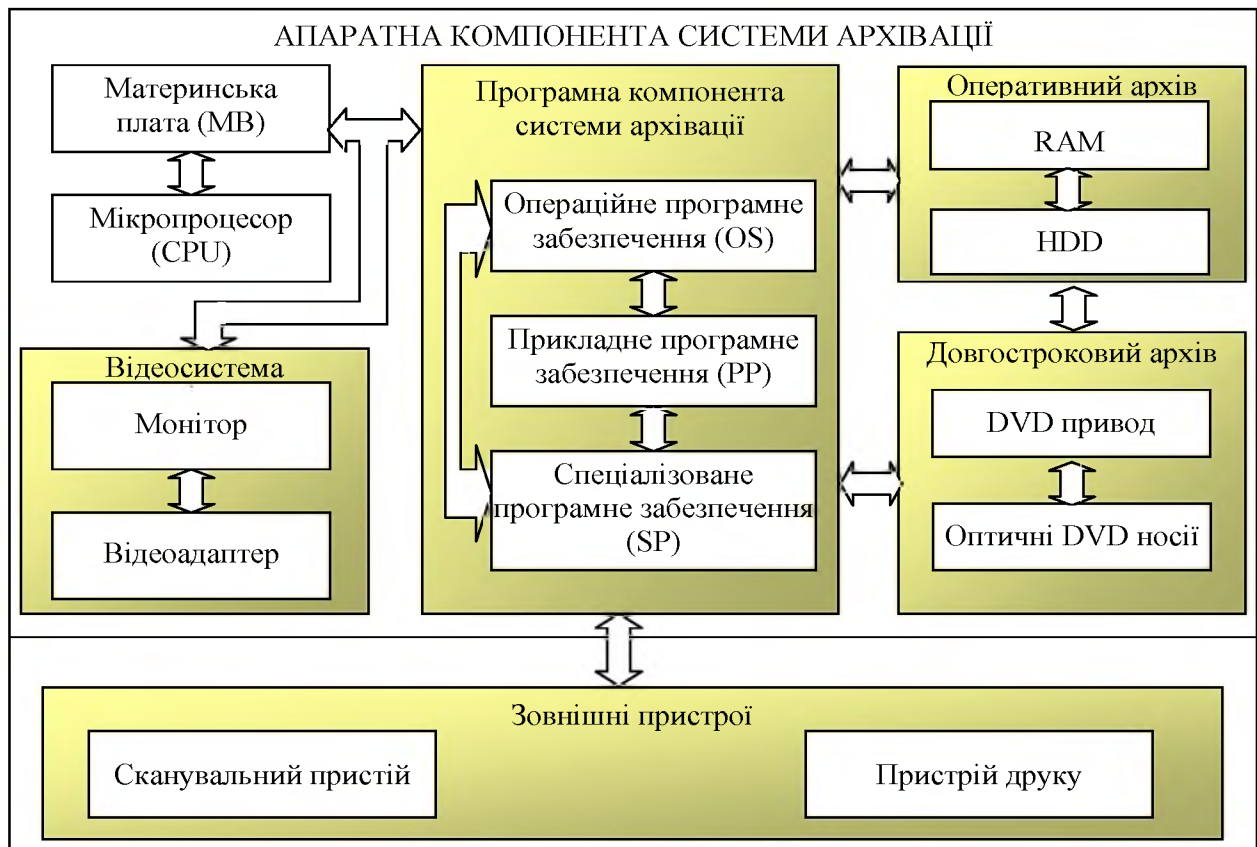 АПАРАТНА КОМПОНЕНТА СИСТЕМИ АРХІВАЦІЇ
Материнська
плата (MB)
Мікропроцесор
(CPU)
Відеосистема
Монітор
Відеоадаптер
Програмна компонента
системи архівації
Операційне програмне
забезпечення (OS)
Прикладне програмне
забезпечення (PP)
Спеціалізоване
програмне забезпечення
(SP)
Оперативний архів
RAM
HDD
Довгостроковий архів
DVD привод
Оптичні DVD носії
Зовнішні пристрої
Сканувальний пристій
Пристрій друку